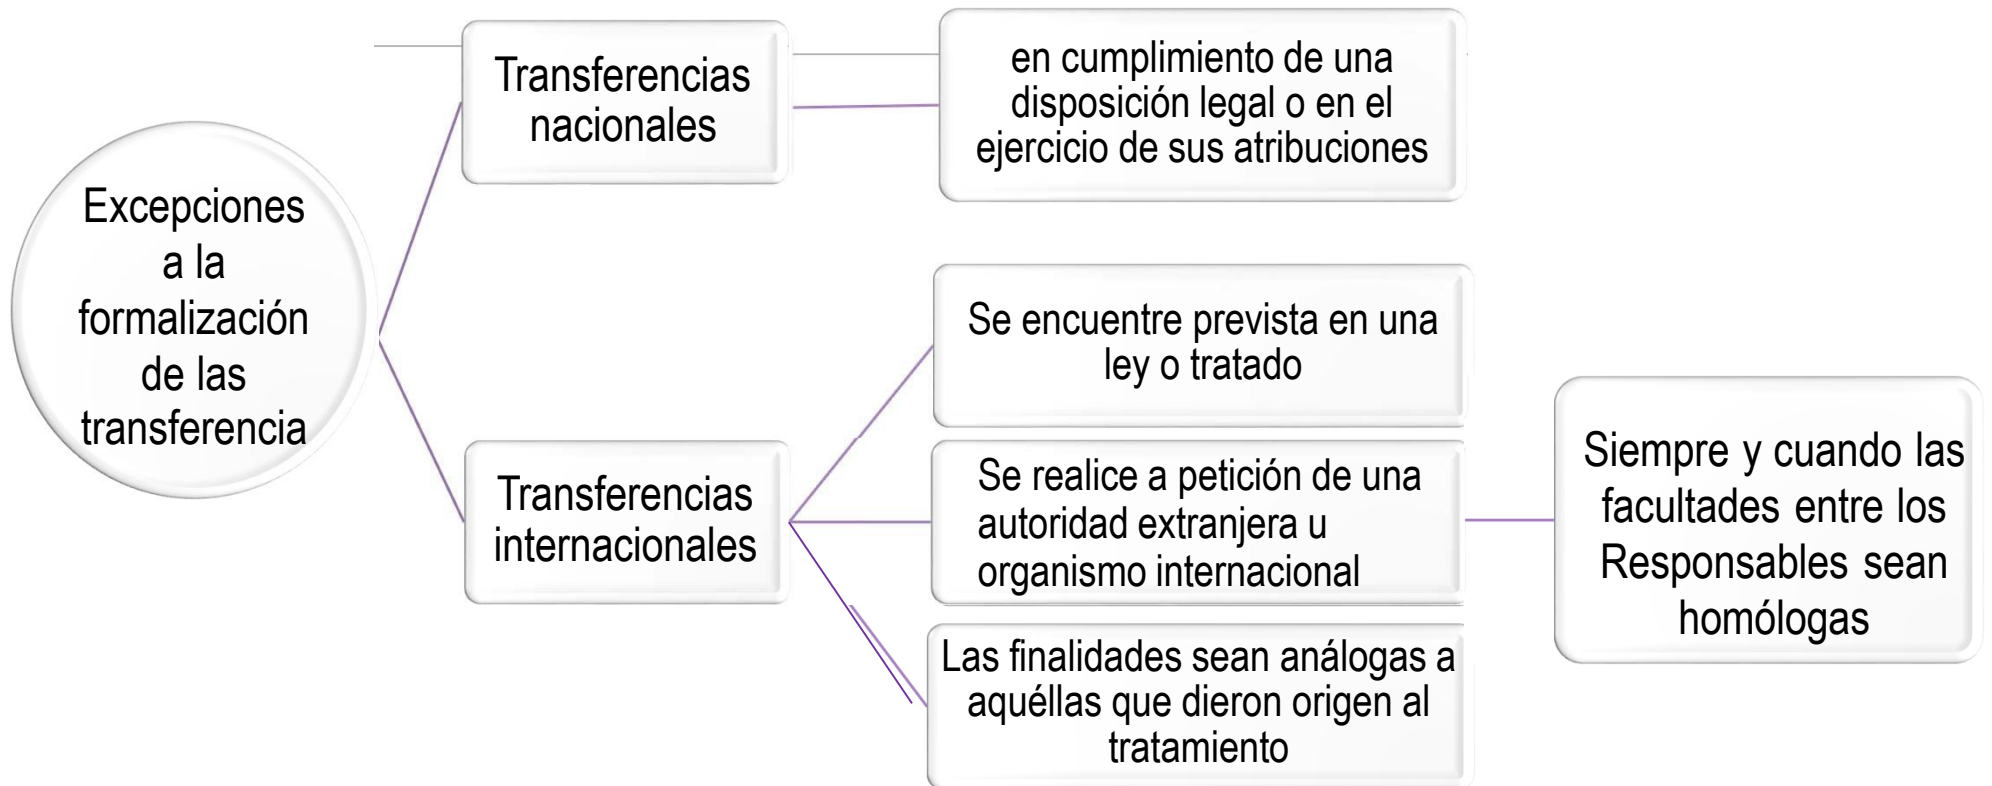 Excepciones
a la
formalización
de las
transferencia
Transferencias
nacionales
en cumplimiento de una
disposición legal o en el
ejercicio de sus atribuciones
Transferencias
internacionales
Se encuentre prevista en una
ley o tratado
Se realice a petición de una
autoridad extranjera u
organismo internacional
Las finalidades sean análogas a
aquéllas que dieron origen al
tratamiento
Siempre y cuando las
facultades entre los
Responsables sean
homólogas